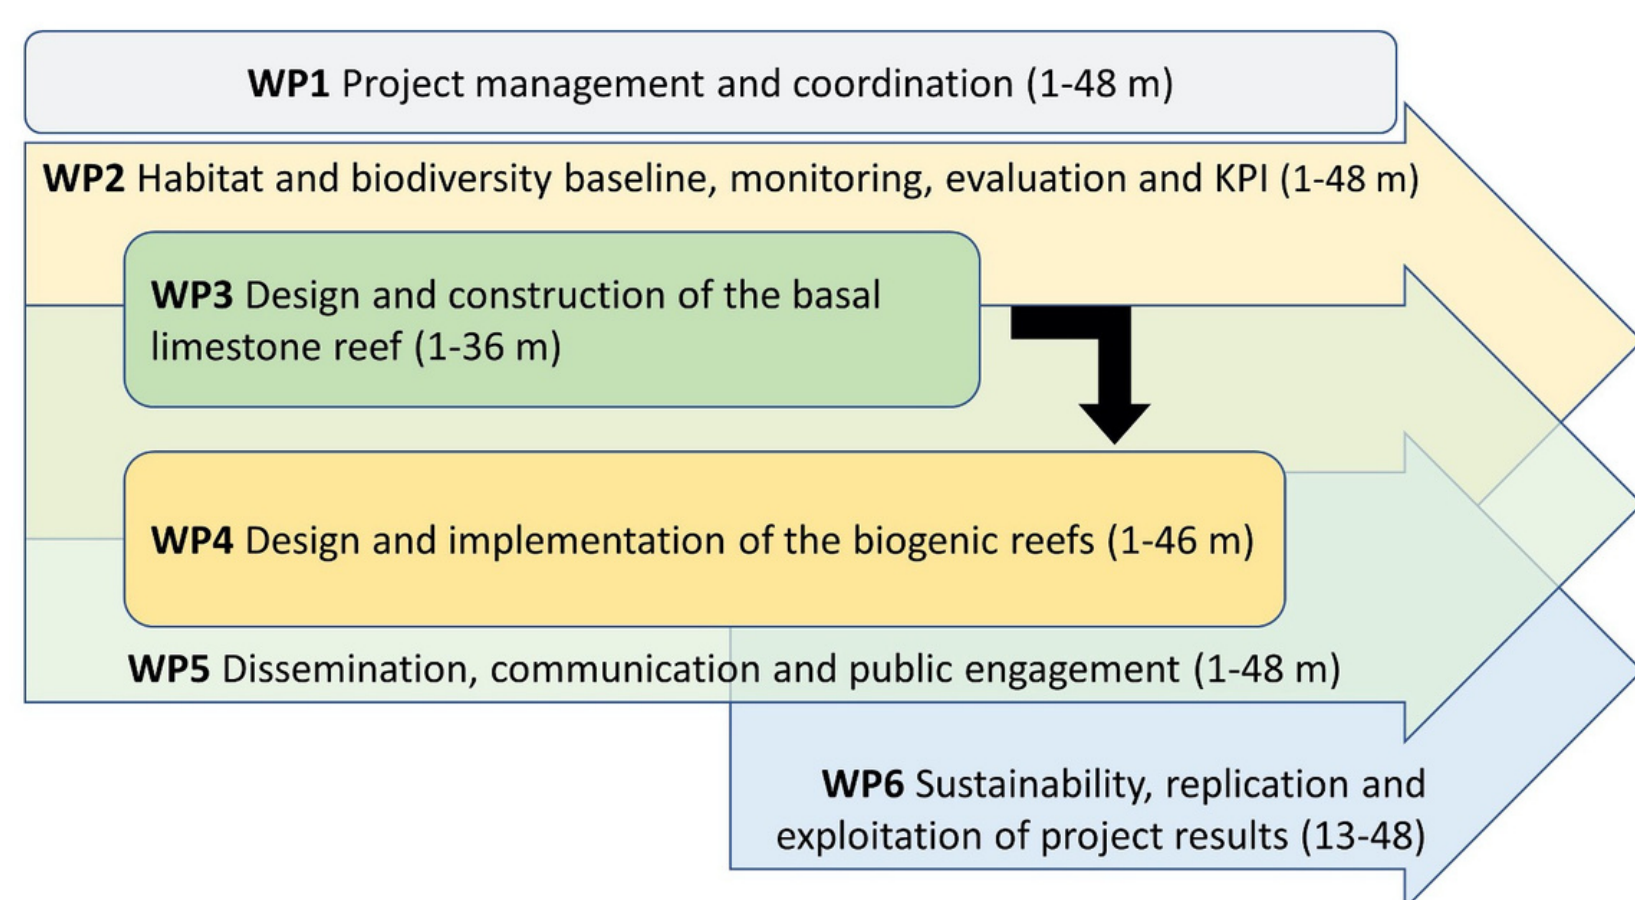 WP1 Project management and coordination (1-48 m)
WP2 Habitat and biodiversity baseline, monitoring, evaluation and KPI (1-48 m)
WP3 Design and construction of the basal
limestone reef (1-36 m)
WP4 Design and implementation of the biogenic reefs (1-46 m)
WP5 Dissemination, communication and public engagement (1-48 m)
WP6 Sustainability, replication and
exploitation of project results (13-48)